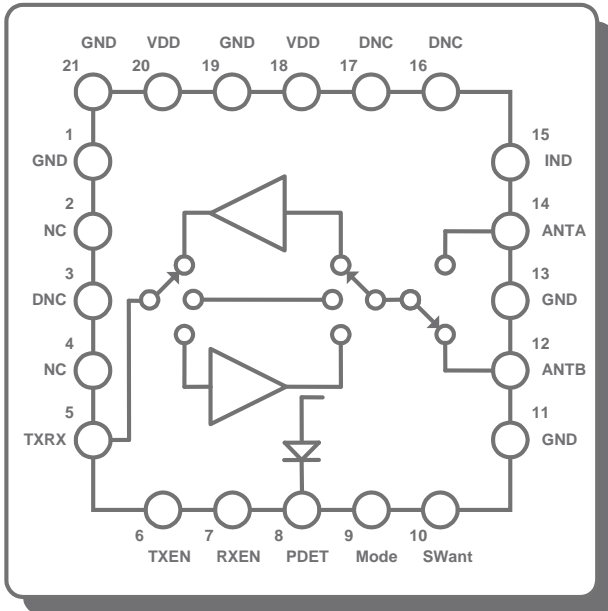 GND VDD GND VDD DNC DNC
21 20 19 18 17 16
1 15
GND IND
2 14
NC ANTA
3 13
DNC GND
4 12
NC ANTB
5 11
TXRX GND
6 7 8 9 10
TXEN RXEN PDET Mode SWant